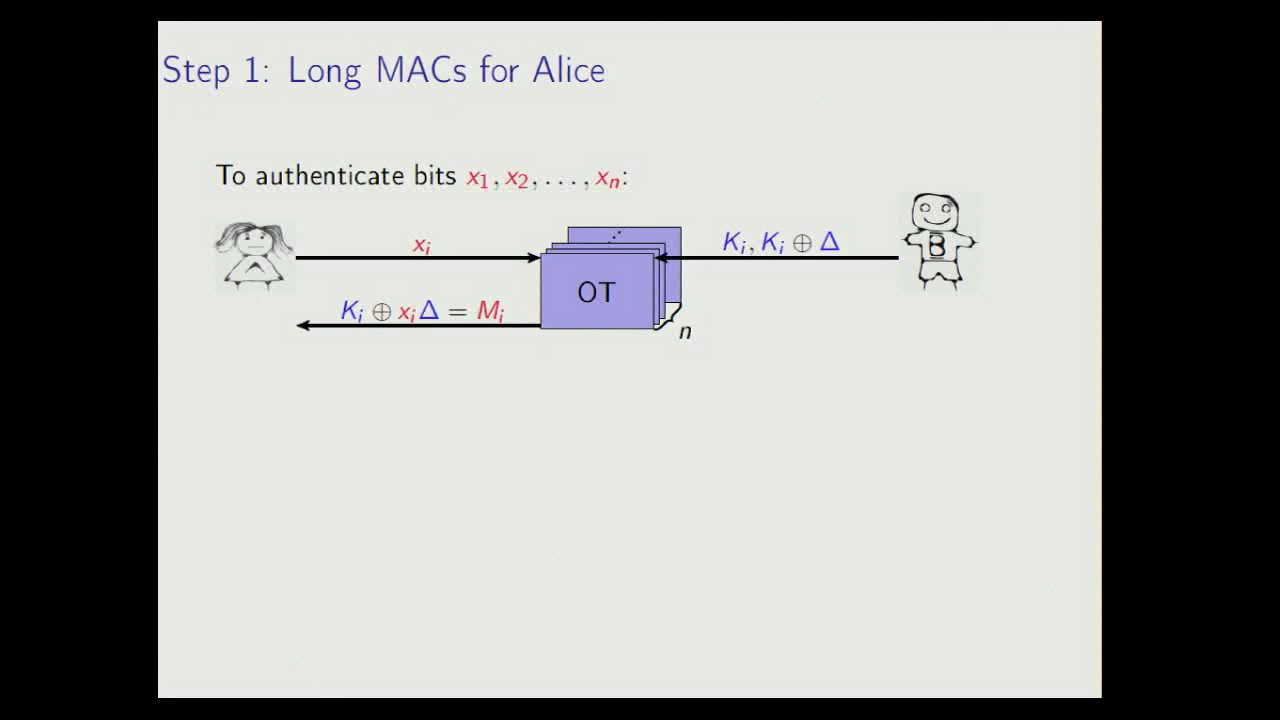 Step 1: Long MACs for Alice
To authenticate bits x₁, x₂, . . . , xₙ:
xᵢ
Kᵢ, Kᵢ ⊕ Δ
B
OT
Kᵢ ⊕ xᵢΔ = Mᵢ
n